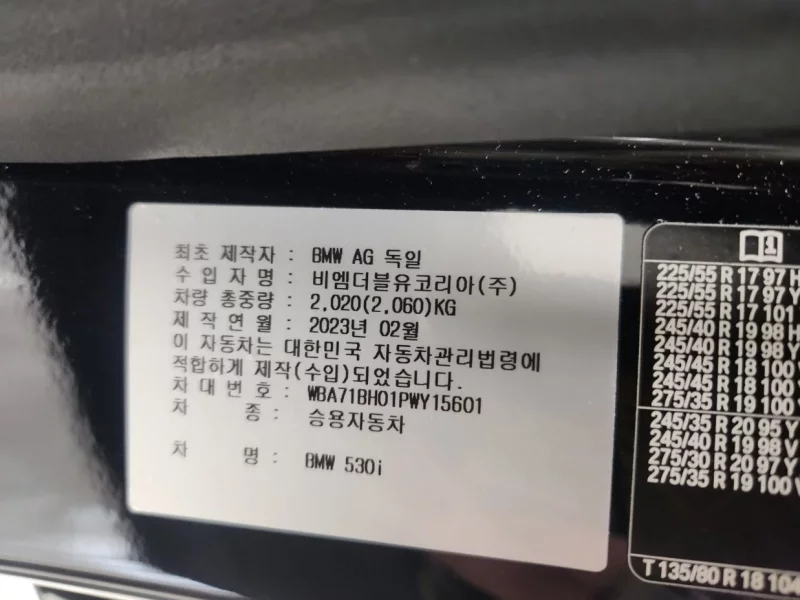 최초 제작자 : BMW AG 독일
수 입 자 명 : 비엠더블유코리아(주)
차량 총중량 : 2,020(2,060)KG
제 작 연 월 : 2023년 02월
이 자동차는 대한민국 자동차관리법령에
적합하게 제작(수입)되었습니다.
차 대 번 호 : WBA71BH01PWY15601
차 종 : 승용자동차
차 명 : BMW 530i
225/55 R 17 97 H
225/55 R 17 97 Y
225/55 R 17 101
245/40 R 19 98 H
245/40 R 19 98 Y
245/45 R 18 100 V
245/45 R 18 100
275/35 R 19 100
245/35 R 20 95 Y
245/40 R 19 98 V
275/30 R 20 97 Y
275/35 R 19 100 V
T 135/80 R 18 104